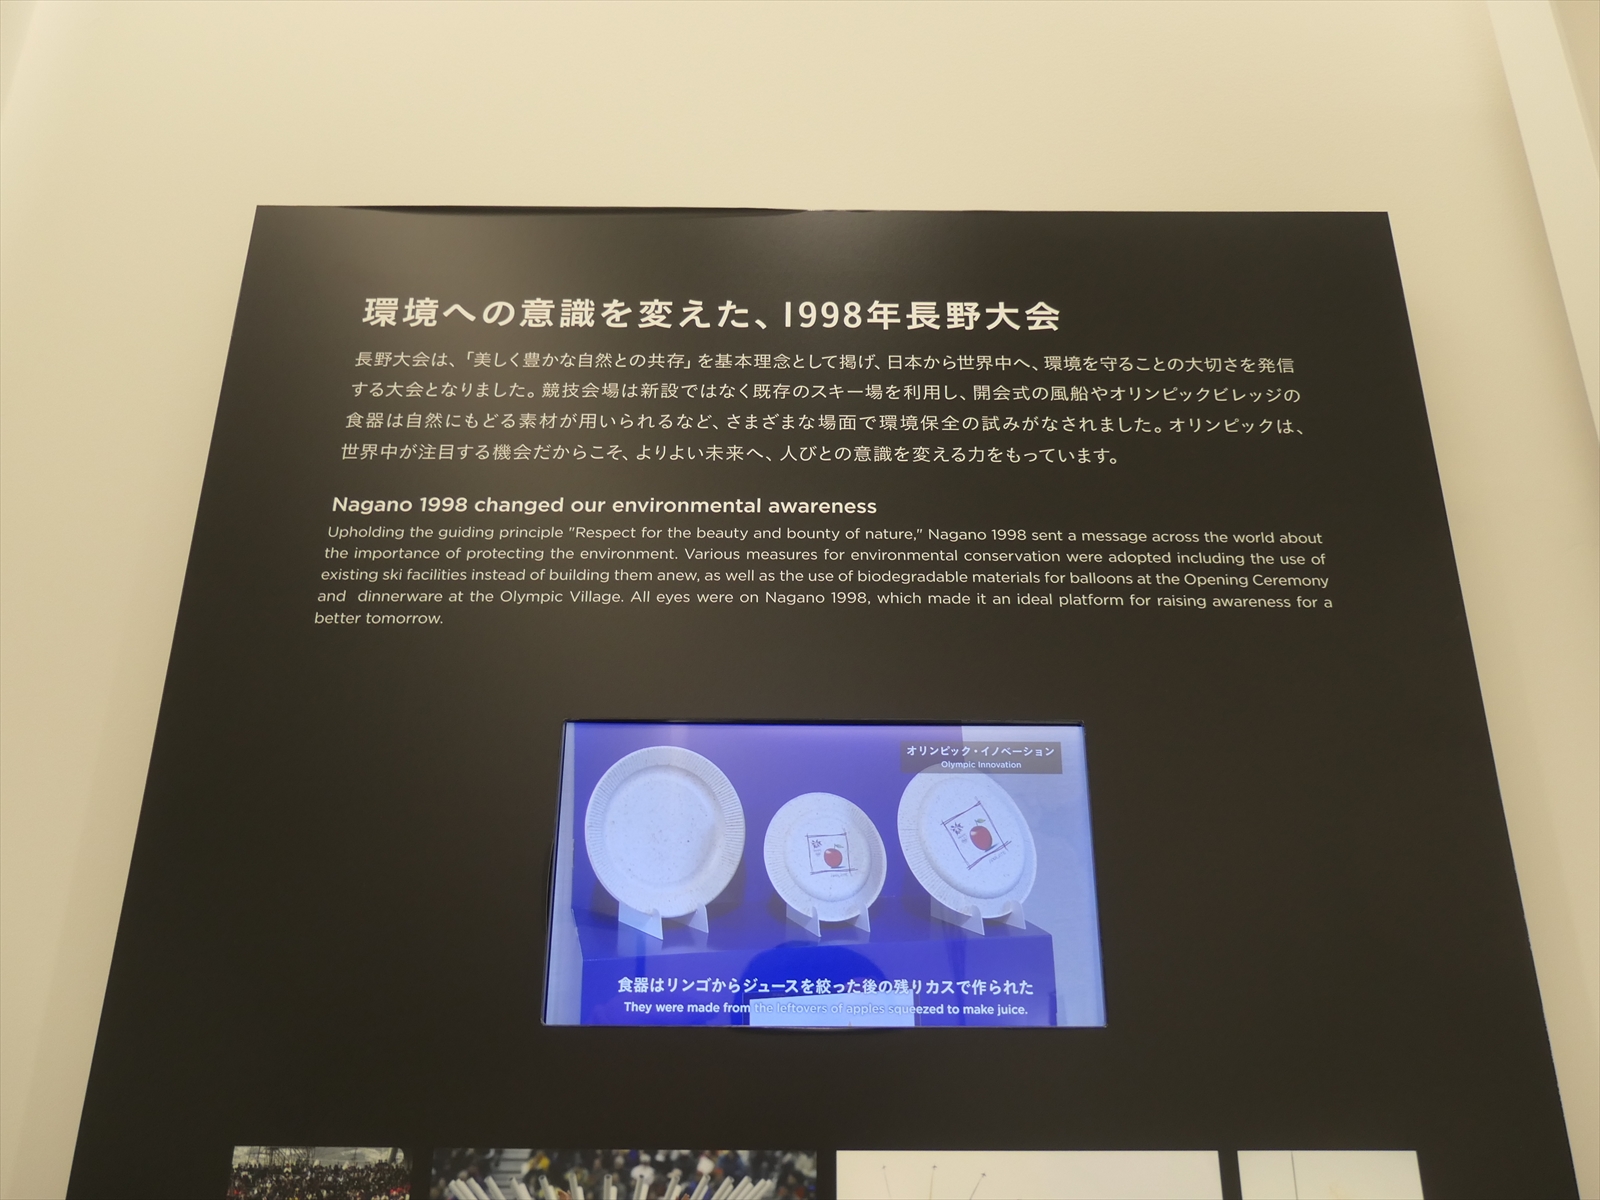 環境への意識を変えた、1998年長野大会
長野大会は、「美しく豊かな自然との共存」を基本理念として掲げ、日本から世界中へ、環境を守ることの大切さを発信
する大会となりました。競技会場は新設ではなく既存のスキー場を利用し、開会式の風船やオリンピックビレッジの
食器は自然にもどる素材が用いられるなど、さまざまな場面で環境保全の試みがなされました。オリンピックは、
世界中が注目する機会だからこそ、よりよい未来へ、人びとの意識を変える力をもっています。
Nagano 1998 changed our environmental awareness
Upholding the guiding principle "Respect for the beauty and bounty of nature," Nagano 1998 sent a message across the world about
the importance of protecting the environment. Various measures for environmental conservation were adopted including the use of
existing ski facilities instead of building them anew, as well as the use of biodegradable materials for balloons at the Opening Ceremony
and dinnerware at the Olympic Village. All eyes were on Nagano 1998, which made it an ideal platform for raising awareness for a
better tomorrow.
オリンピック・イノベーション
Olympic Innovation
食器はリンゴからジュースを絞った後の残りカスで作られた
They were made from the leftovers of apples squeezed to make juice.